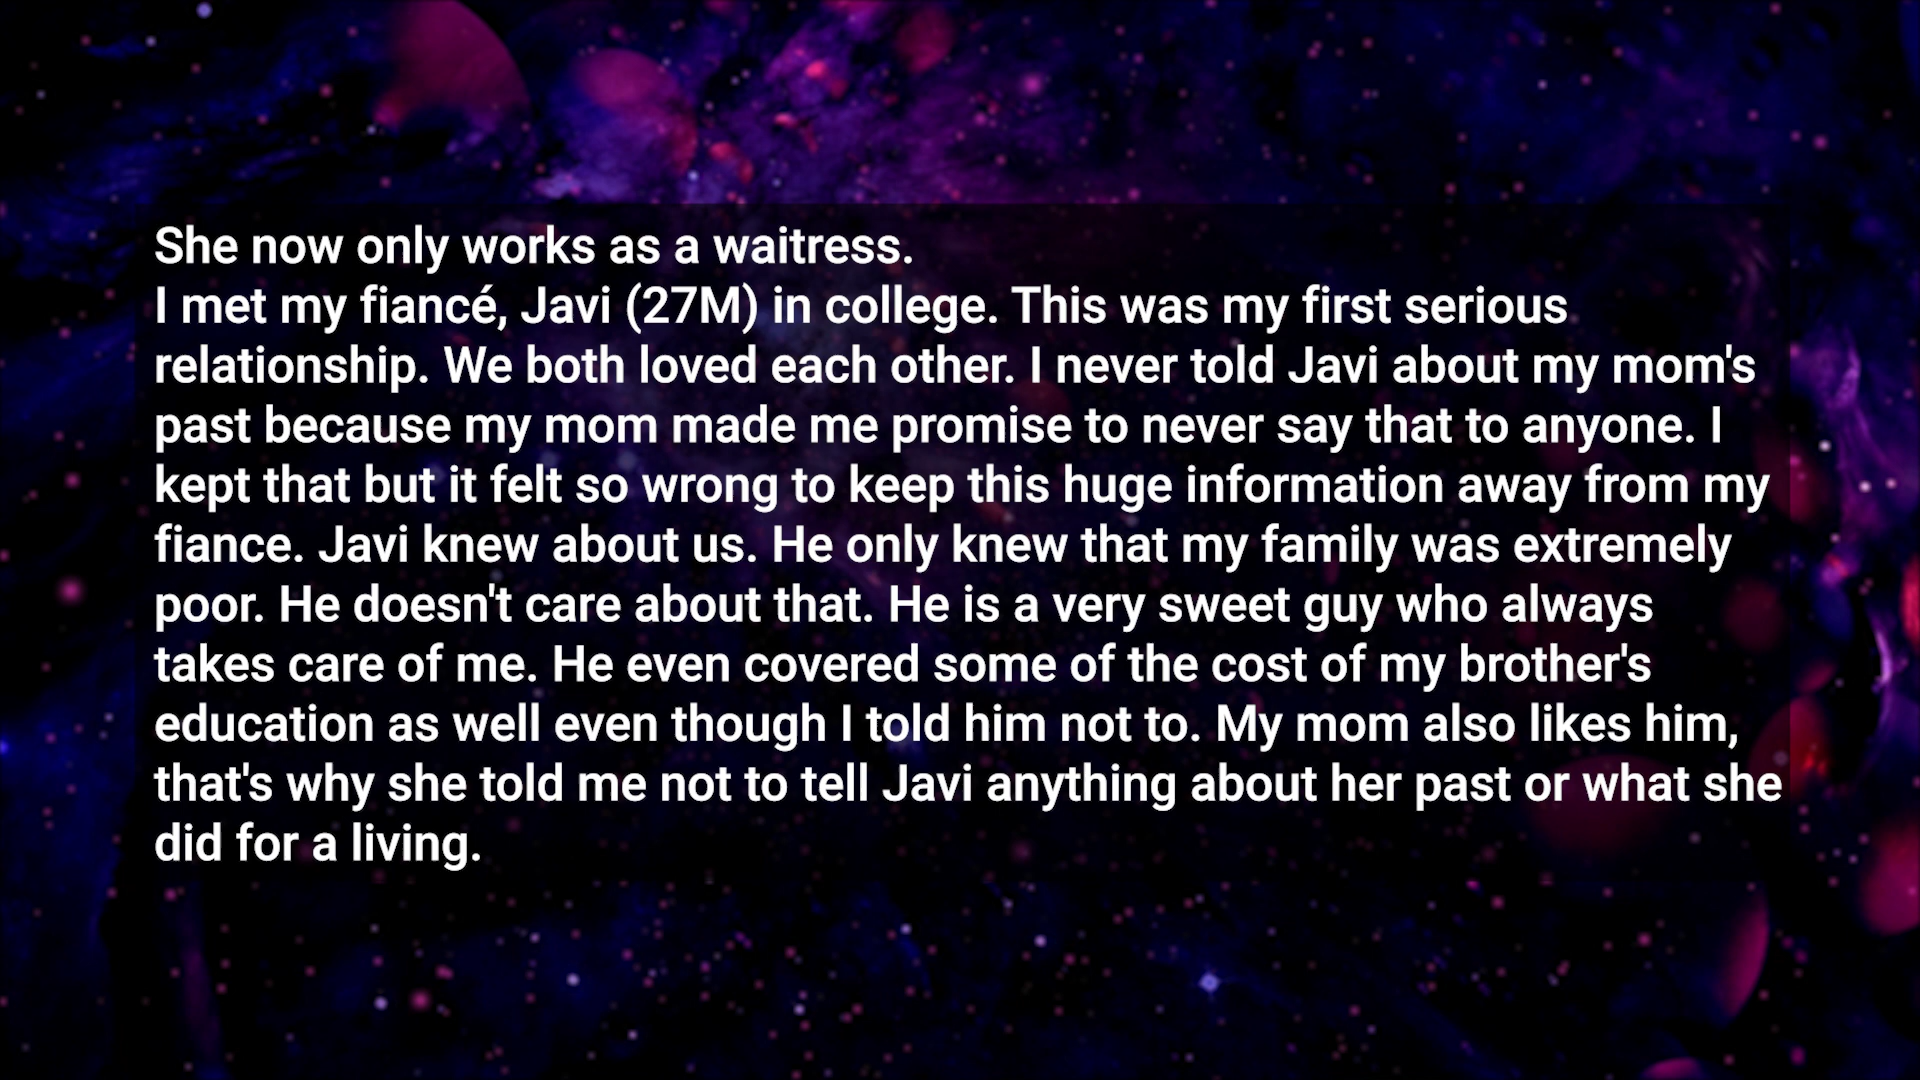 She now only works as a waitress.
I met my fiancé, Javi (27M) in college. This was my first serious
relationship. We both loved each other. I never told Javi about my mom's
past because my mom made me promise to never say that to anyone. I
kept that but it felt so wrong to keep this huge information away from my
fiance. Javi knew about us. He only knew that my family was extremely
poor. He doesn't care about that. He is a very sweet guy who always
takes care of me. He even covered some of the cost of my brother's
education as well even though I told him not to. My mom also likes him,
that's why she told me not to tell Javi anything about her past or what she
did for a living.